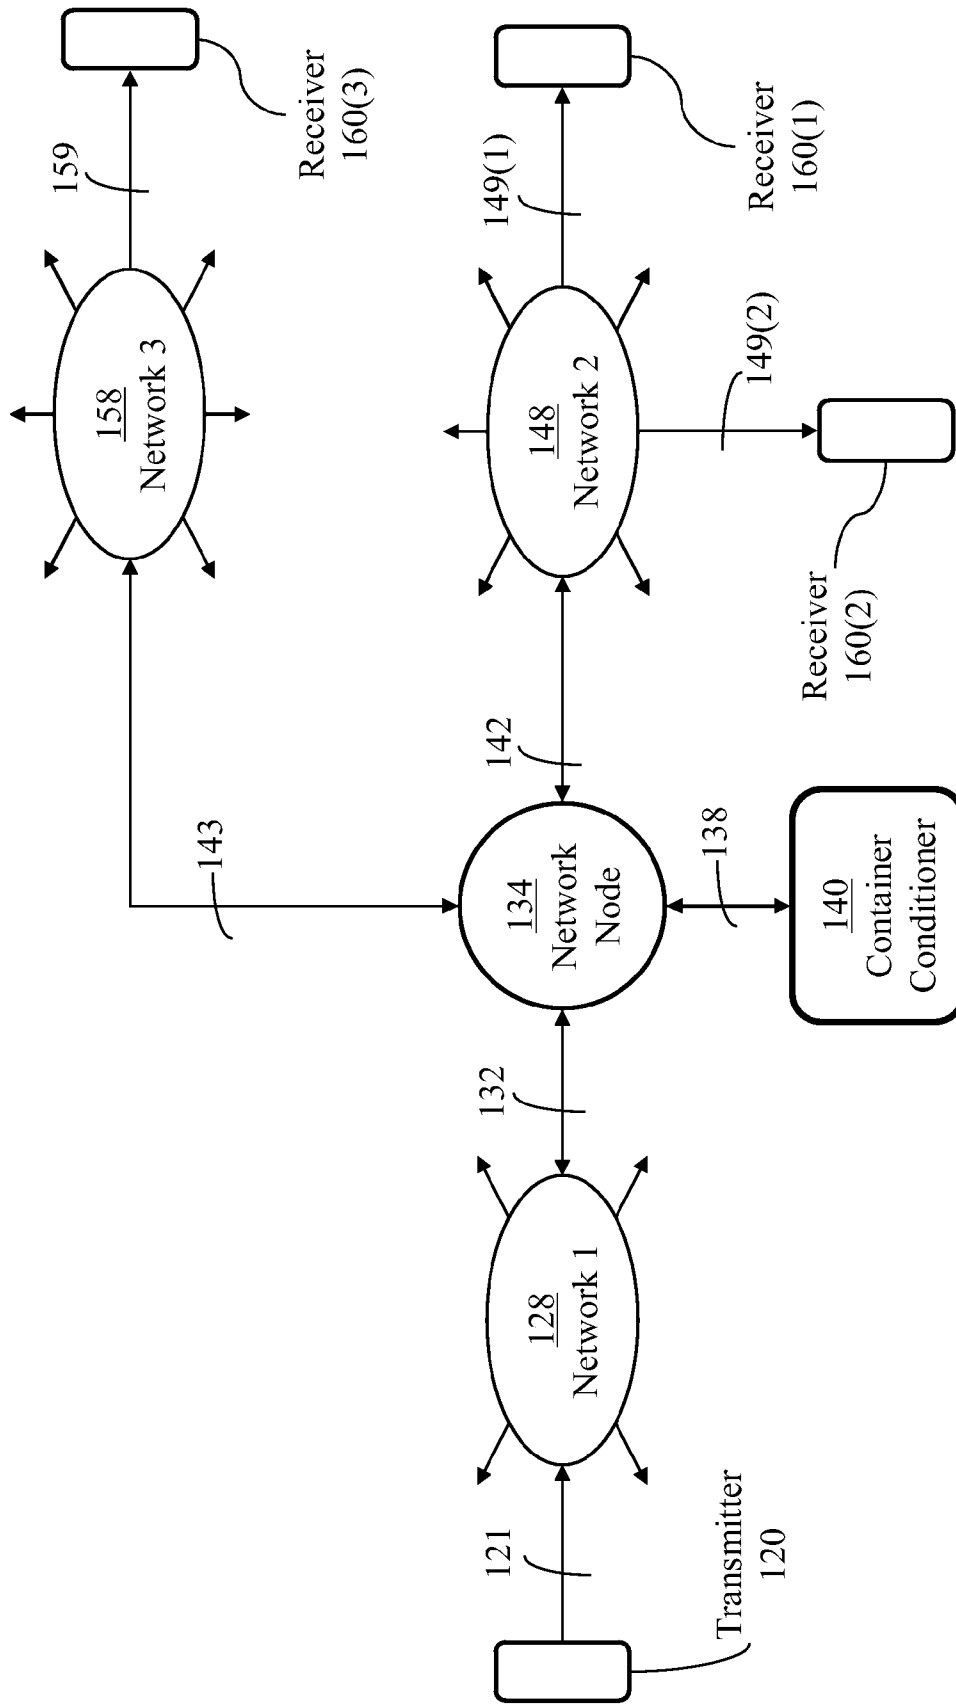 Transmitter
120
121
128
Network 1
132
134
Network
Node
138
140
Container
Conditioner
142
143
148
Network 2
149(1)
149(2)
Receiver
160(1)
Receiver
160(2)
158
Network 3
159
Receiver
160(3)